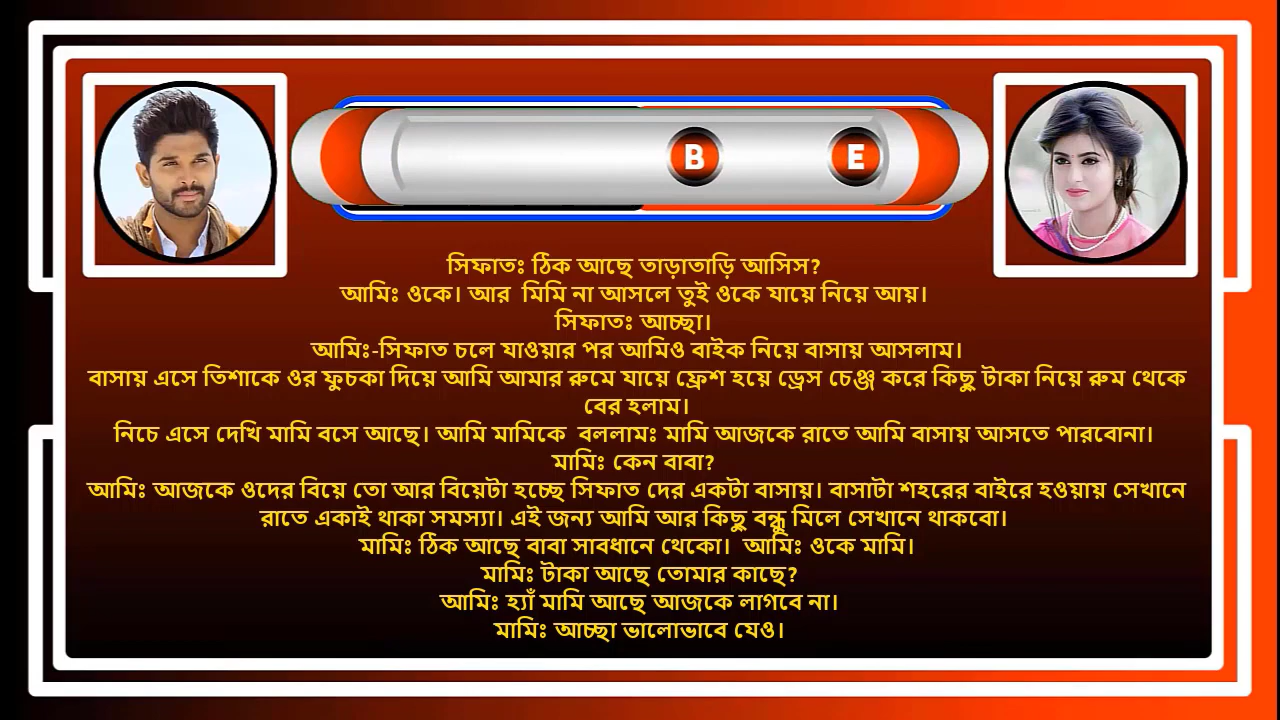 B E
সিফাতঃ ঠিক আছে তাড়াতাড়ি আসিস?
আমিঃ ওকে। আর  মিমি না আসলে তুই ওকে যায়ে নিয়ে আয়।
সিফাতঃ আচ্ছা।
আমিঃ-সিফাত চলে যাওয়ার পর আমিও বাইক নিয়ে বাসায় আসলাম।
বাসায় এসে তিশাকে ওর ফুচকা দিয়ে আমি আমার রুমে যায়ে ফ্রেশ হয়ে ড্রেস চেঞ্জ করে কিছু টাকা নিয়ে রুম থেকে
বের হলাম।
নিচে এসে দেখি মামি বসে আছে। আমি মামিকে  বললামঃ মামি আজকে রাতে আমি বাসায় আসতে পারবোনা।
মামিঃ কেন বাবা?
আমিঃ আজকে ওদের বিয়ে তো আর বিয়েটা হচ্ছে সিফাত দের একটা বাসায়। বাসাটা শহরের বাইরে হওয়ায় সেখানে
রাতে একাই থাকা সমস্যা। এই জন্য আমি আর কিছু বন্ধু মিলে সেখানে থাকবো।
মামিঃ ঠিক আছে বাবা সাবধানে থেকো।  আমিঃ ওকে মামি।
মামিঃ টাকা আছে তোমার কাছে?
আমিঃ হ্যাঁ মামি আছে আজকে লাগবে না।
মামিঃ আচ্ছা ভালোভাবে যেও।